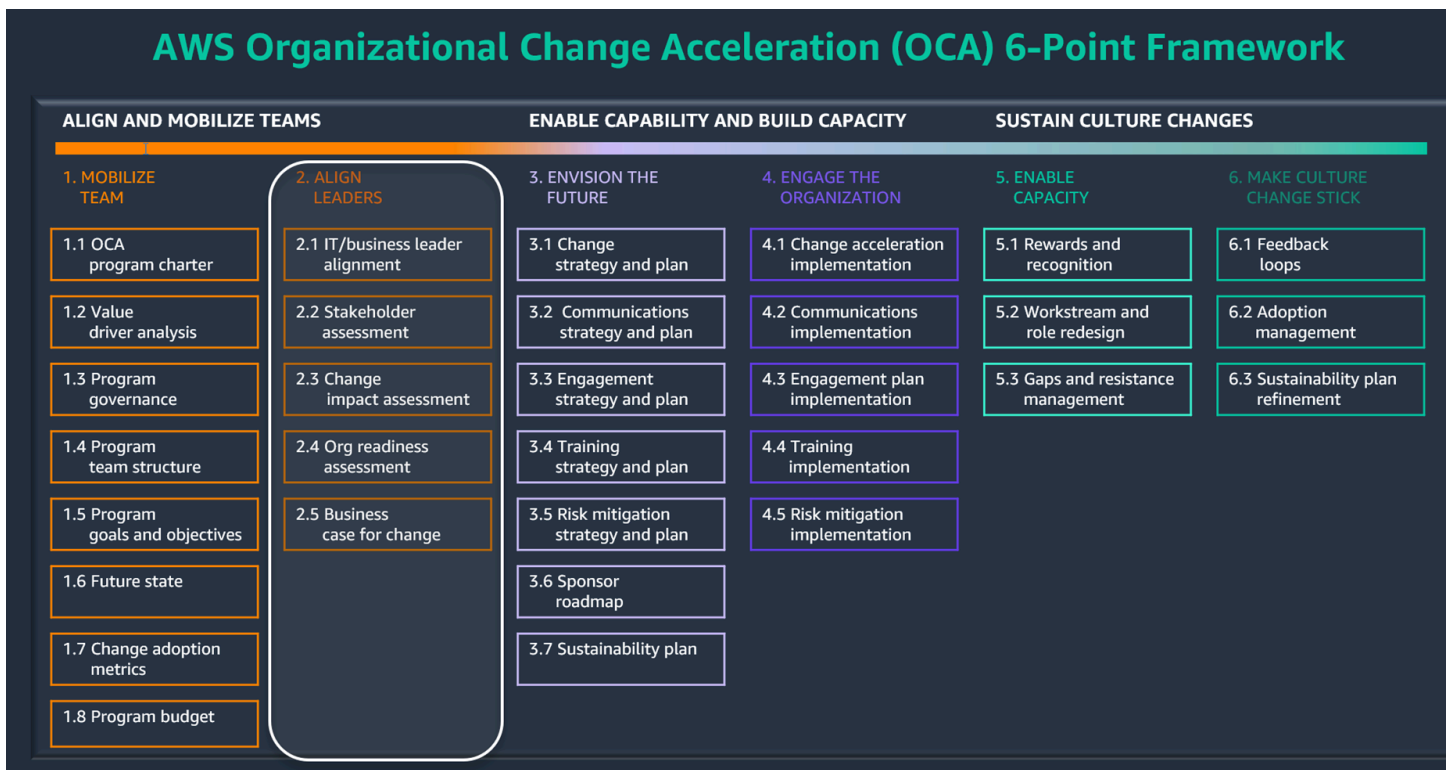 AWS Organizational Change Acceleration (OCA) 6-Point Framework
ALIGN AND MOBILIZE TEAMS
ENABLE CAPABILITY AND BUILD CAPACITY
SUSTAIN CULTURE CHANGES
1. MOBILIZE
TEAM
1.1 OCA
program charter
1.2 Value
driver analysis
1.3 Program
governance
1.4 Program
team structure
1.5 Program
goals and objectives
1.6 Future state
1.7 Change adoption
metrics
1.8 Program budget
2. ALIGN
LEADERS
2.1 IT/business leader
alignment
2.2 Stakeholder
assessment
2.3 Change
impact assessment
2.4 Org readiness
assessment
2.5 Business
case for change
3. ENVISION THE
FUTURE
3.1 Change
strategy and plan
3.2 Communications
strategy and plan
3.3 Engagement
strategy and plan
3.4 Training
strategy and plan
3.5 Risk mitigation
strategy and plan
3.6 Sponsor
roadmap
3.7 Sustainability plan
4. ENGAGE THE
ORGANIZATION
4.1 Change acceleration
implementation
4.2 Communications
implementation
4.3 Engagement plan
implementation
4.4 Training
implementation
4.5 Risk mitigation
implementation
5. ENABLE
CAPACITY
5.1 Rewards and
recognition
5.2 Workstream and
role redesign
5.3 Gaps and resistance
management
6. MAKE CULTURE
CHANGE STICK
6.1 Feedback
loops
6.2 Adoption
management
6.3 Sustainability plan
refinement